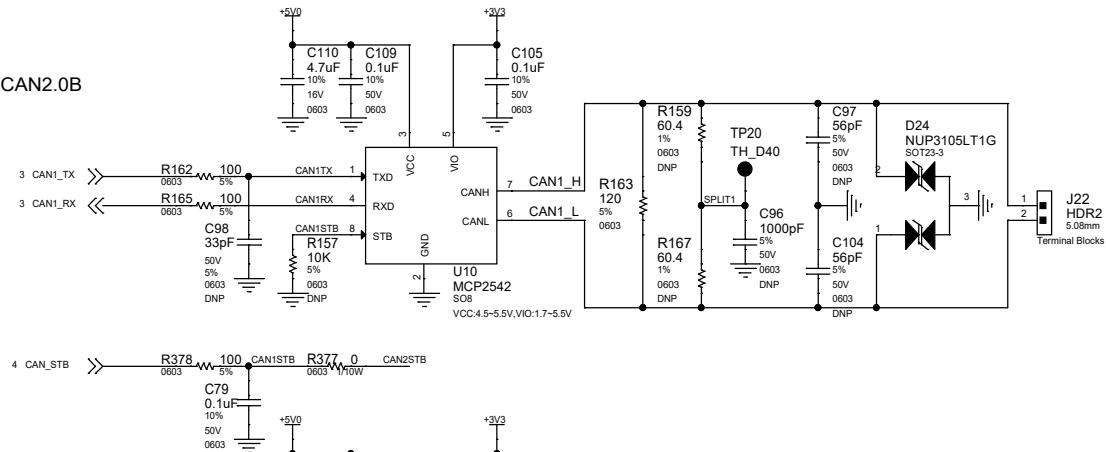 +5V0
+3V3
CAN2.0B
C110
4.7uF
10%
16V
0603
C109
0.1uF
10%
50V
0603
C105
0.1uF
10%
50V
0603
3 CAN1_TX
R162 100
0603 5%
CAN1TX 1
3 CAN1_RX
R165 100
0603 5%
CAN1RX 4
C98
33pF
50V
5%
0603
DNP
CAN1STB 8
R157
10K
5%
0603
DNP
3
5
VCC
VIO
TXD
RXD
STB
CANH
CANL
GND
2
U10
MCP2542
SO8
VCC:4.5~5.5V,VIO:1.7~5.5V
7 CAN1_H
6 CAN1_L
R163
120
5%
0603
R159
60.4
1%
0603
DNP
SPLIT1
R167
60.4
1%
0603
DNP
TP20
TH_D40
C96
1000pF
5%
50V
0603
DNP
C97
56pF
5%
50V
0603
DNP
C104
56pF
5%
50V
0603
DNP
D24
NUP3105LT1G
SOT23-3
2
1
3
1
2
J22
HDR2
5.08mm
Terminal Blocks
4 CAN_STB
R378 100
0603 5%
CAN1STB
R377 0
0603 1/10W
CAN2STB
C79
0.1uF
10%
50V
0603
+5V0
+3V3